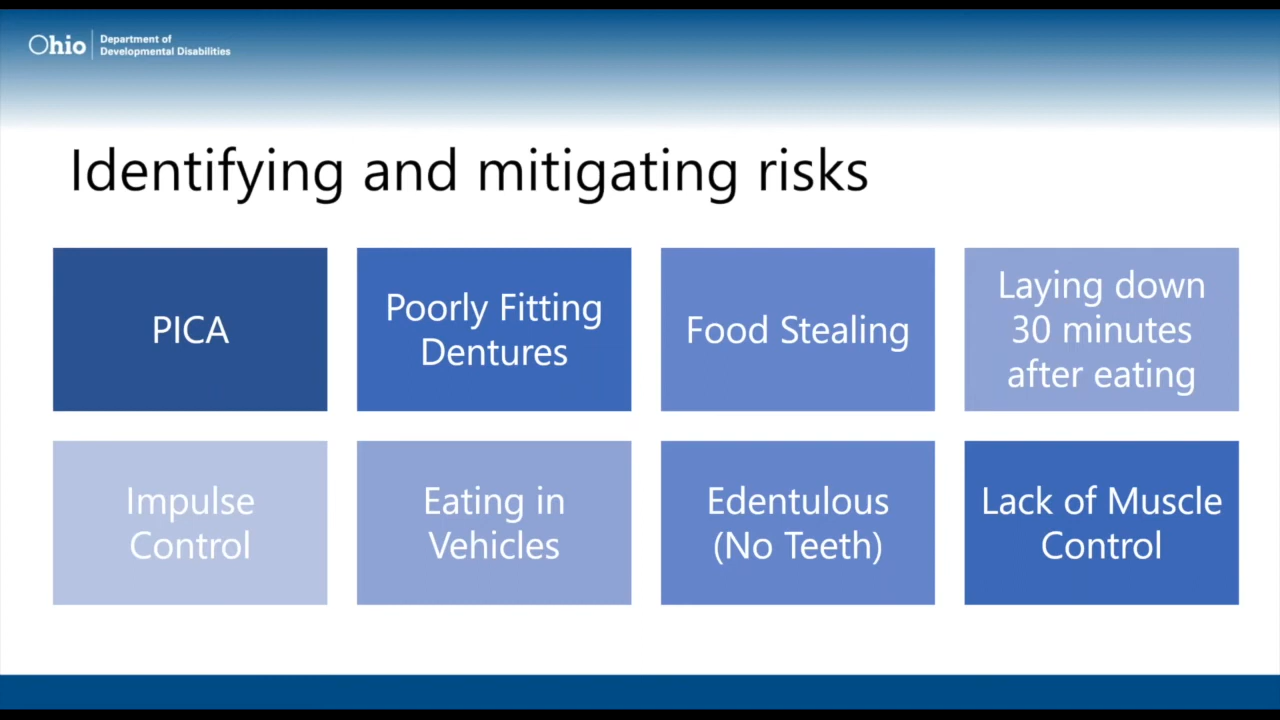 Ohio
Department of
Developmental Disabilities
Identifying and mitigating risks
PICA
Poorly Fitting
Dentures
Food Stealing
Laying down
30 minutes
after eating
Impulse
Control
Eating in
Vehicles
Edentulous
(No Teeth)
Lack of Muscle
Control